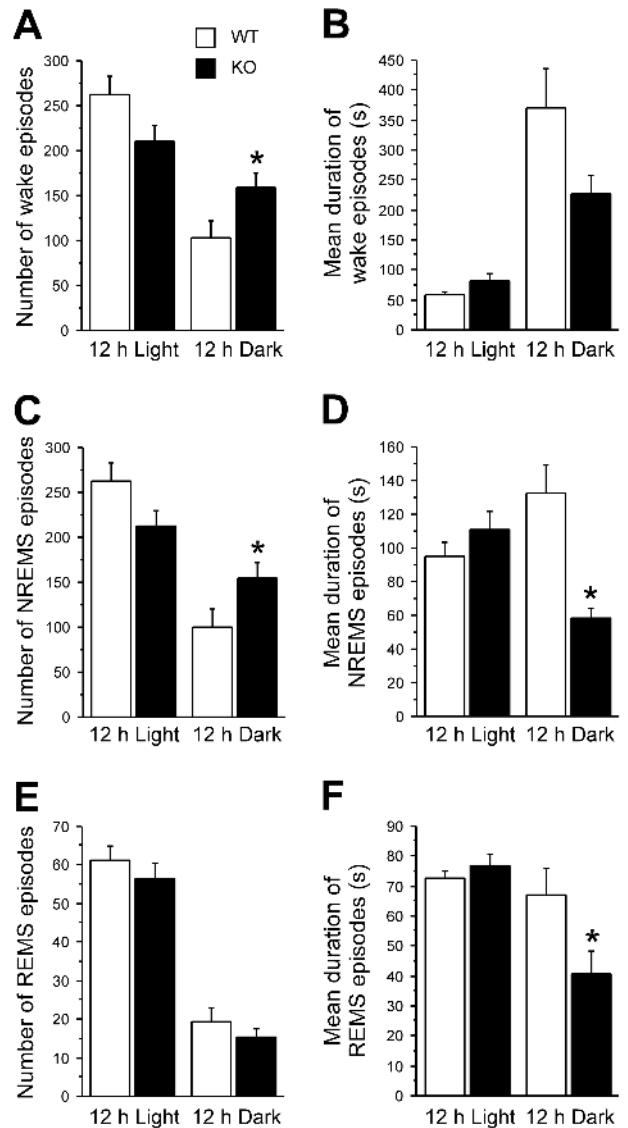 A
WT
KO
Number of wake episodes
300
250
200
150
100
50
0
*
12 h Light 12 h Dark
B
Mean duration of
wake episodes (s)
450
400
350
300
250
200
150
100
50
0
12 h Light 12 h Dark
C
Number of NREMS episodes
300
250
200
150
100
50
0
*
12 h Light 12 h Dark
D
Mean duration of
NREMS episodes (s)
160
140
120
100
80
60
40
20
0
*
12 h Light 12 h Dark
E
Number of REMS episodes
70
60
50
40
30
20
10
0
12 h Light 12 h Dark
F
Mean duration of
REMS episodes (s)
90
80
70
60
50
40
30
20
10
0
*
12 h Light 12 h Dark